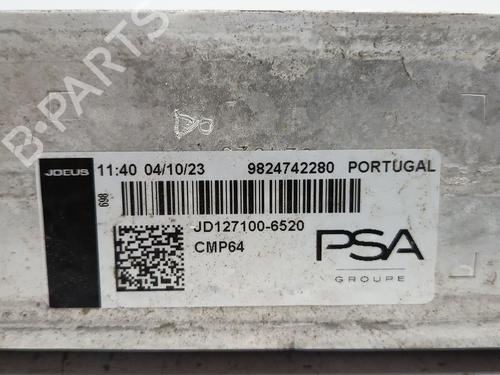 B-PARTS
JOEUS
11:40 04/10/23 9824742280 PORTUGAL
698
JD127100-6520
CMP64
PSA
GROUPE